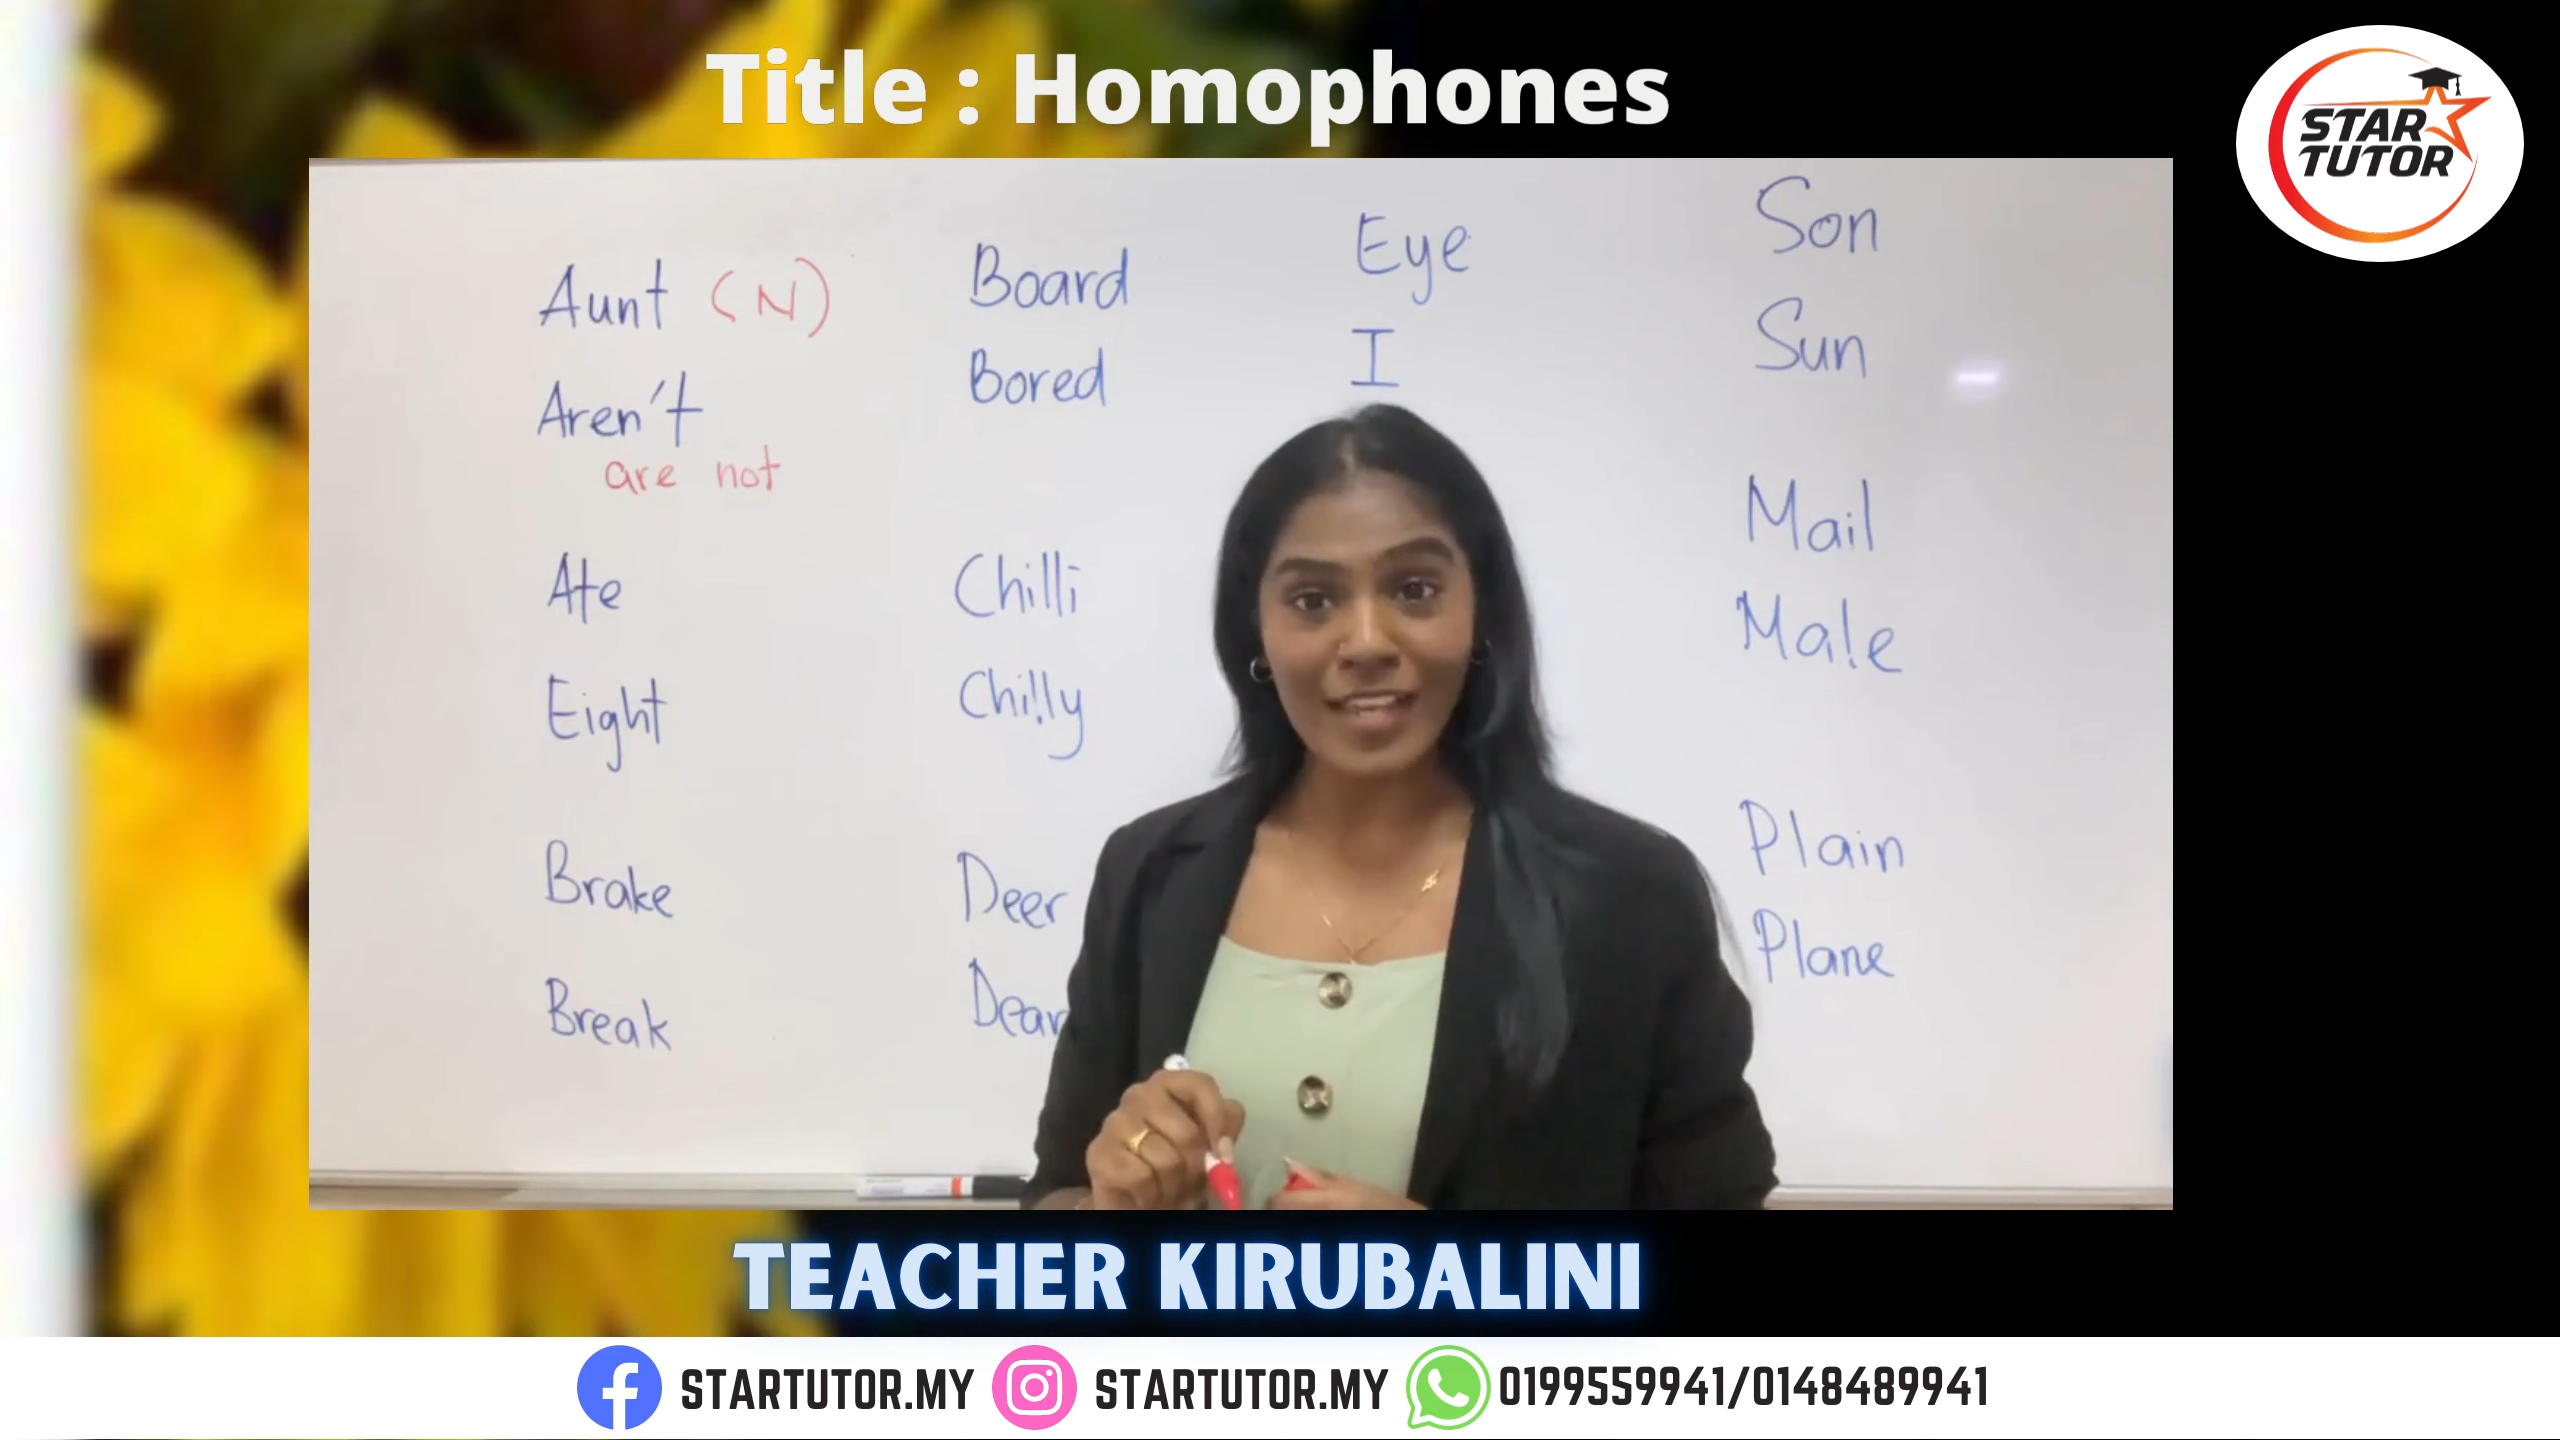 Title : Homophones
STAR
TUTOR
Aunt (N)
Aren't
are not
Ate
Eight
Brake
Break
Board
Bored
Chilli
Chilly
Deer
Dear
Eye
I
Son
Sun
Mail
Male
Plain
Plane
TEACHER KIRUBALINI
STARTUTOR.MY STARTUTOR.MY 0199559941/0148489941